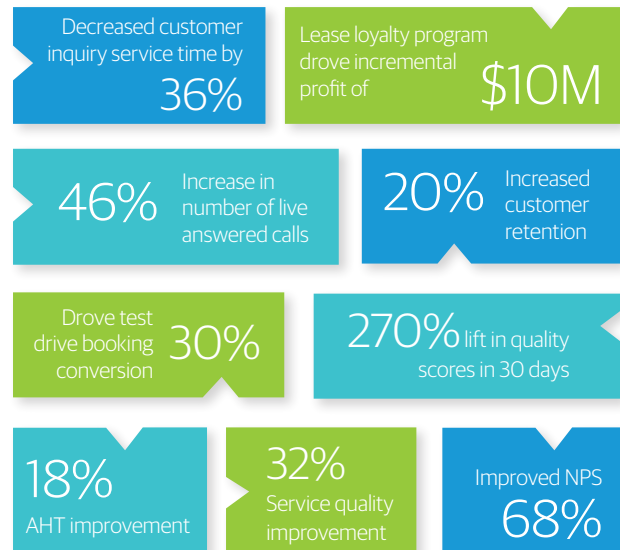 Decreased customer
inquiry service time by
36%
Lease loyalty program
drove incremental
profit of
$10M
46%
Increase in
number of live
answered calls
20%
Increased
customer
retention
Drove test
drive booking
conversion
30%
270% lift in quality
scores in 30 days
18%
AHT improvement
32%
Service quality
improvement
Improved NPS
68%